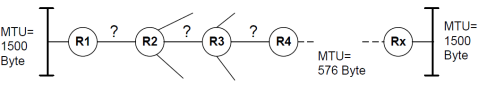 MTU=
1500
Byte
R1
?
R2
?
R3
?
R4
MTU=
576 Byte
Rx
MTU=
1500
Byte